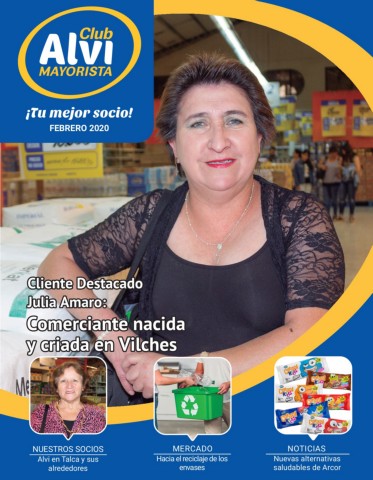 Club
Alvi
MAYORISTA
¡Tu mejor socio!
FEBRERO 2020
Cliente Destacado
Julia Amaro:
Comerciante nacida
y criada en Vilches
NUESTROS SOCIOS
Alvi en Talca y sus
alrededores
MERCADO
Hacia el reciclaje de los
envases
NOTICIAS
Nuevas alternativas
saludables de Arcor